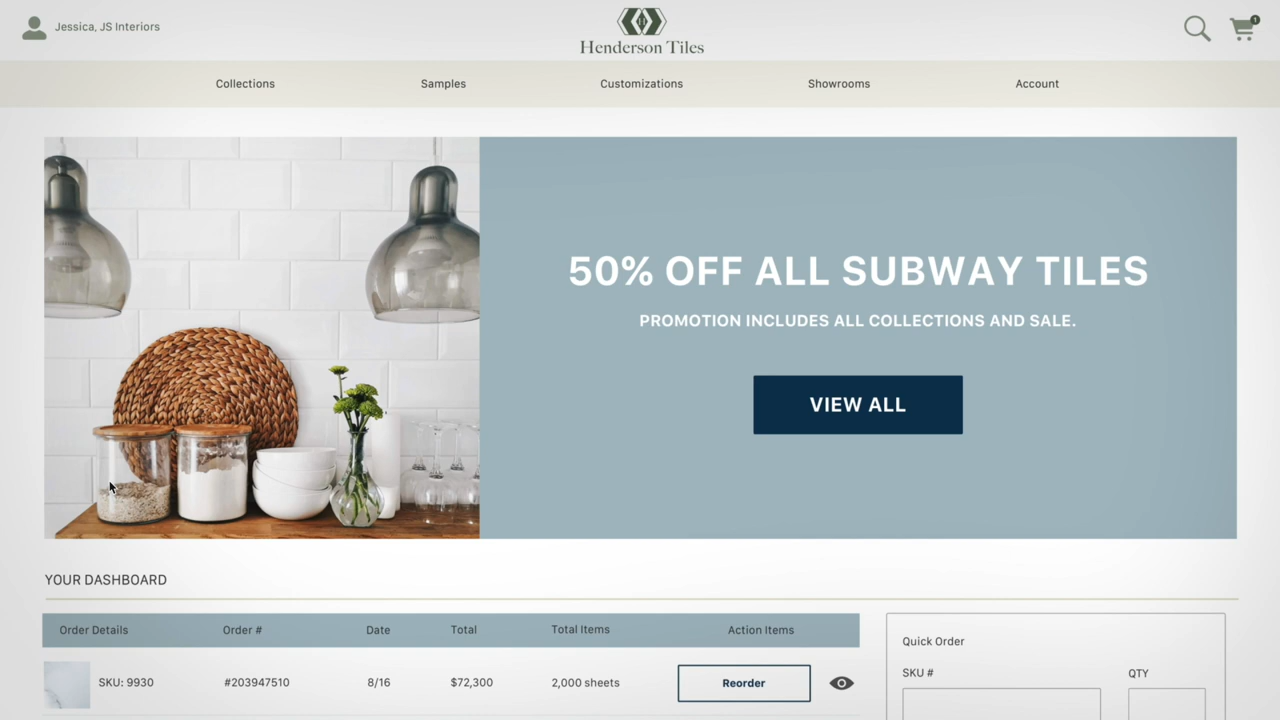 Jessica, JS Interiors
Henderson Tiles
1
Collections Samples Customizations Showrooms Account
50% OFF ALL SUBWAY TILES
PROMOTION INCLUDES ALL COLLECTIONS AND SALE.
VIEW ALL
YOUR DASHBOARD
Order Details Order # Date Total Total Items Action Items
SKU: 9930 #203947510 8/16 $72,300 2,000 sheets Reorder
Quick Order
SKU # QTY